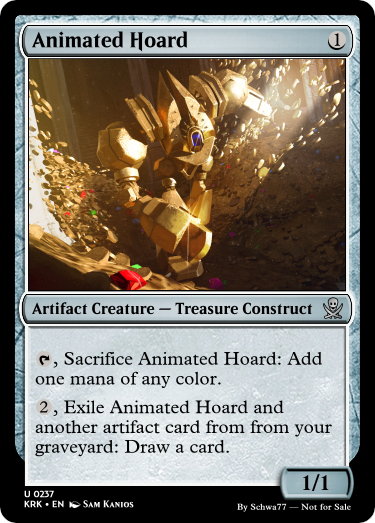 Animated Hoard 1
Artifact Creature — Treasure Construct
, Sacrifice Animated Hoard: Add
one mana of any color.
2, Exile Animated Hoard and
another artifact card from from your
graveyard: Draw a card.
1/1
U 0237
KRK • EN Sam Kanios
By Schwa77 — Not for Sale